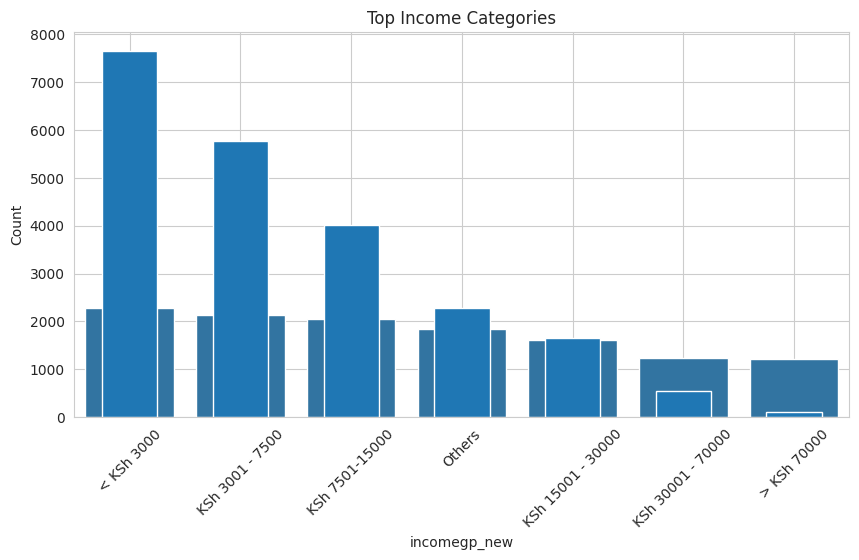 Top Income Categories
8000
7000
6000
5000
4000
3000
2000
1000
0
Count
< KSh 3000
KSh 3001 - 7500
KSh 7501-15000
Others
KSh 15001 - 30000
KSh 30001 - 70000
> KSh 70000
incomegp_new